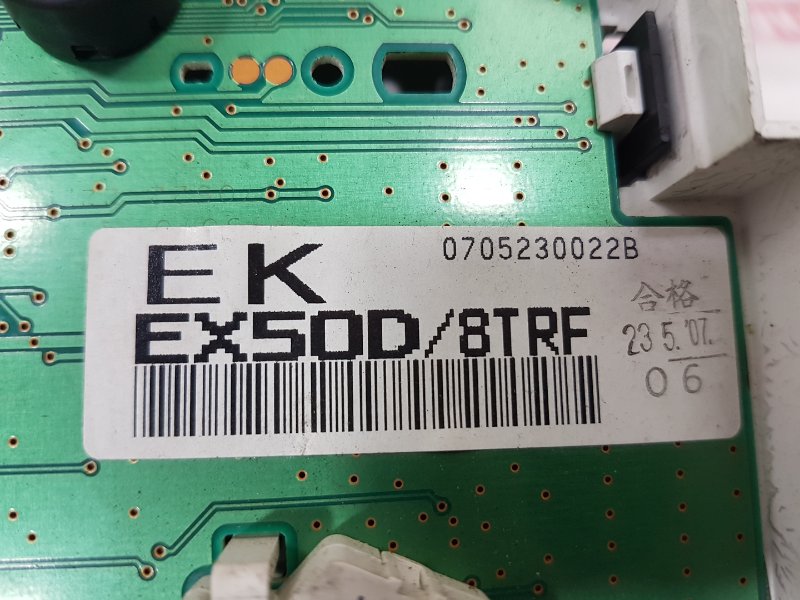 EK
0705230022B
EX50D/8TRF
合格
23 5.'07.
06